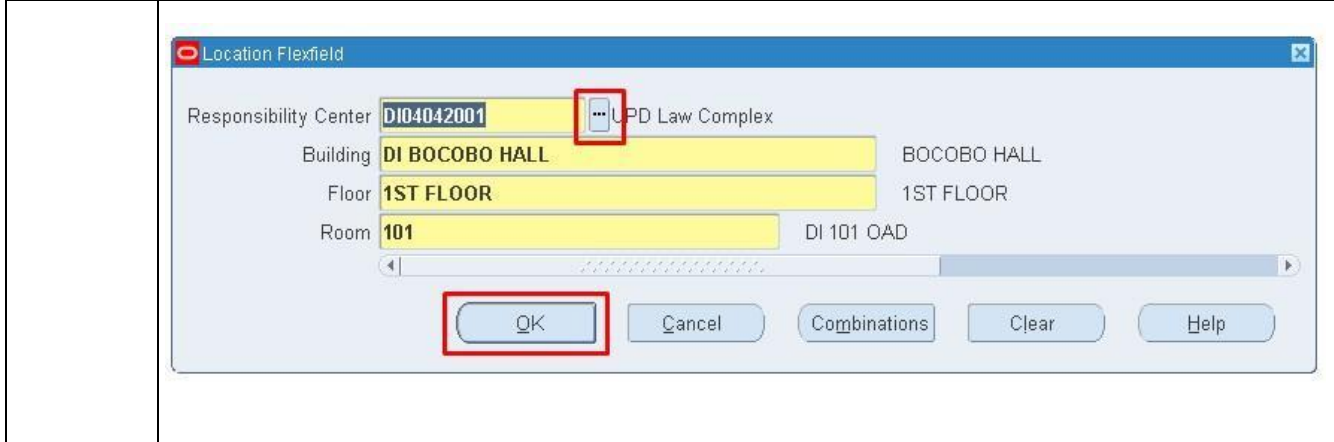 Location Flexfield
Responsibility Center DI04042001 ... UPD Law Complex
Building DI BOCOBO HALL BOCOBO HALL
Floor 1ST FLOOR 1ST FLOOR
Room 101 DI 101 OAD
OK Cancel Combinations Clear Help